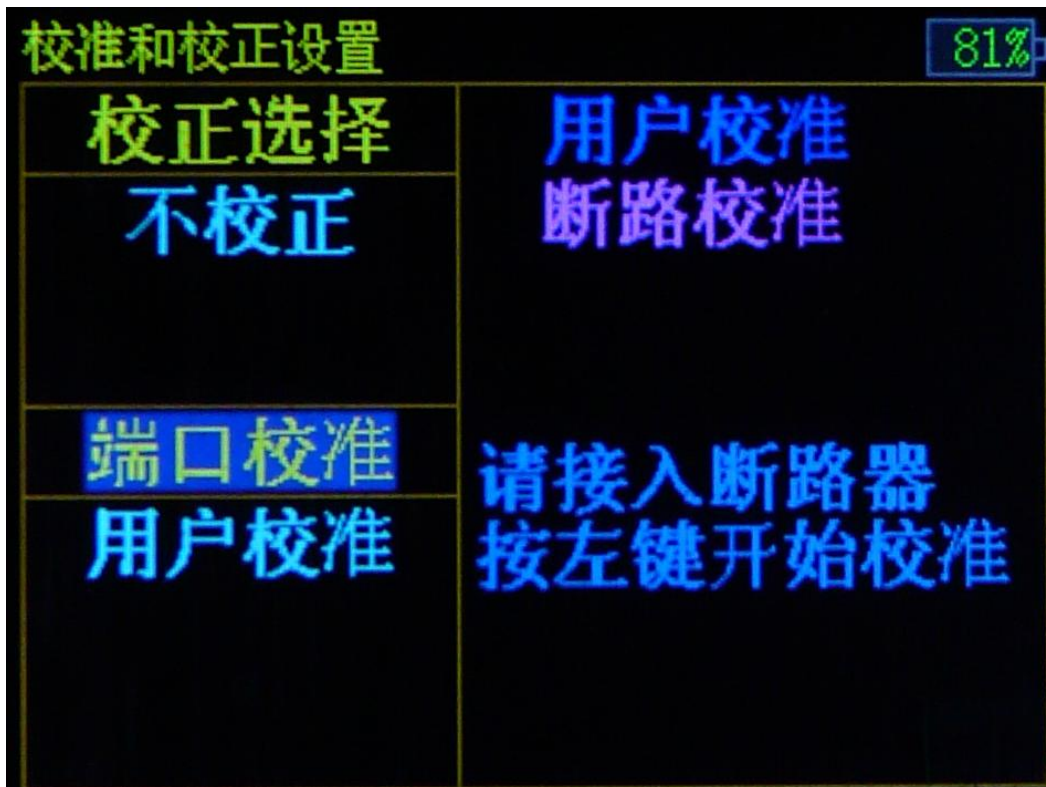 校准和校正设置
81%
校正选择
不校正
端口校准
用户校准
用户校准
断路校准
请接入断路器
按左键开始校准